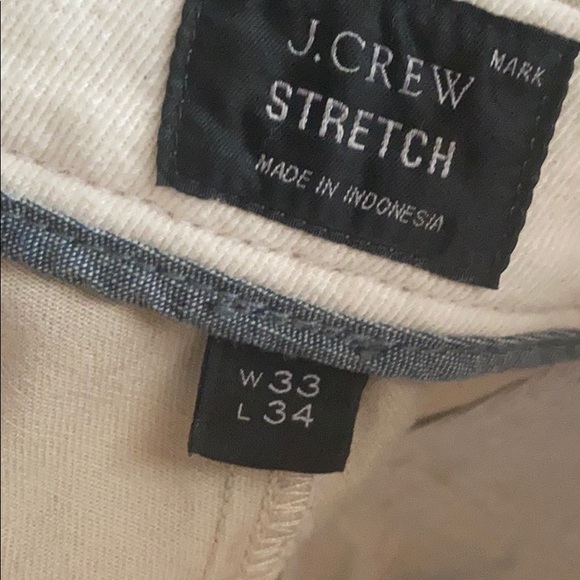 J.CREW
MARK
STRETCH
MADE IN INDONESIA
W 33
L 34